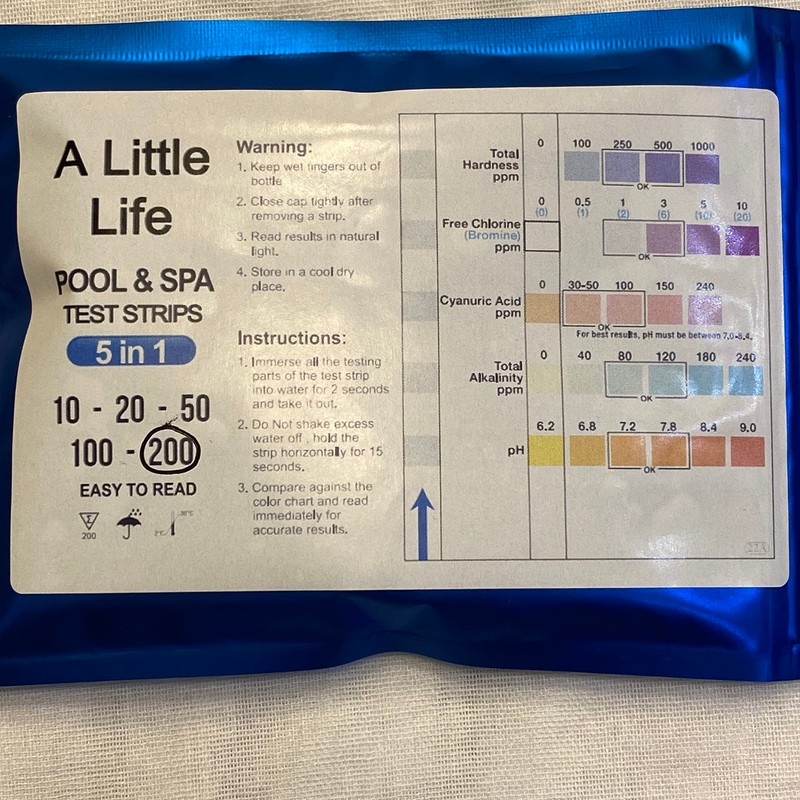 A Little
Life
POOL & SPA
TEST STRIPS
5 in 1
10 - 20 - 50
100 - 200
EASY TO READ
Σ
200
2°C
30°C
Warning:
1. Keep wet fingers out of
bottle
2. Close cap tightly after
removing a strip.
3. Read results in natural
light.
4. Store in a cool dry
place.
Instructions:
1. Immerse all the testing
parts of the test strip
into water for 2 seconds
and take it out.
2. Do Not shake excess
water off , hold the
strip horizontally for 15
seconds.
3. Compare against the
color chart and read
immediately for
accurate results.
Total
Hardness
ppm
0 100 250 500 1000
OK
Free Chlorine
(Bromine)
ppm
0 0.5 1 3 5 10
(0) (1) (2) (6) (10) (20)
OK
Cyanuric Acid
ppm
0 30-50 100 150 240
OK
For best results, pH must be between 7.0-8.4.
Total
Alkalinity
ppm
0 40 80 120 180 240
OK
pH
6.2 6.8 7.2 7.8 8.4 9.0
OK
22A